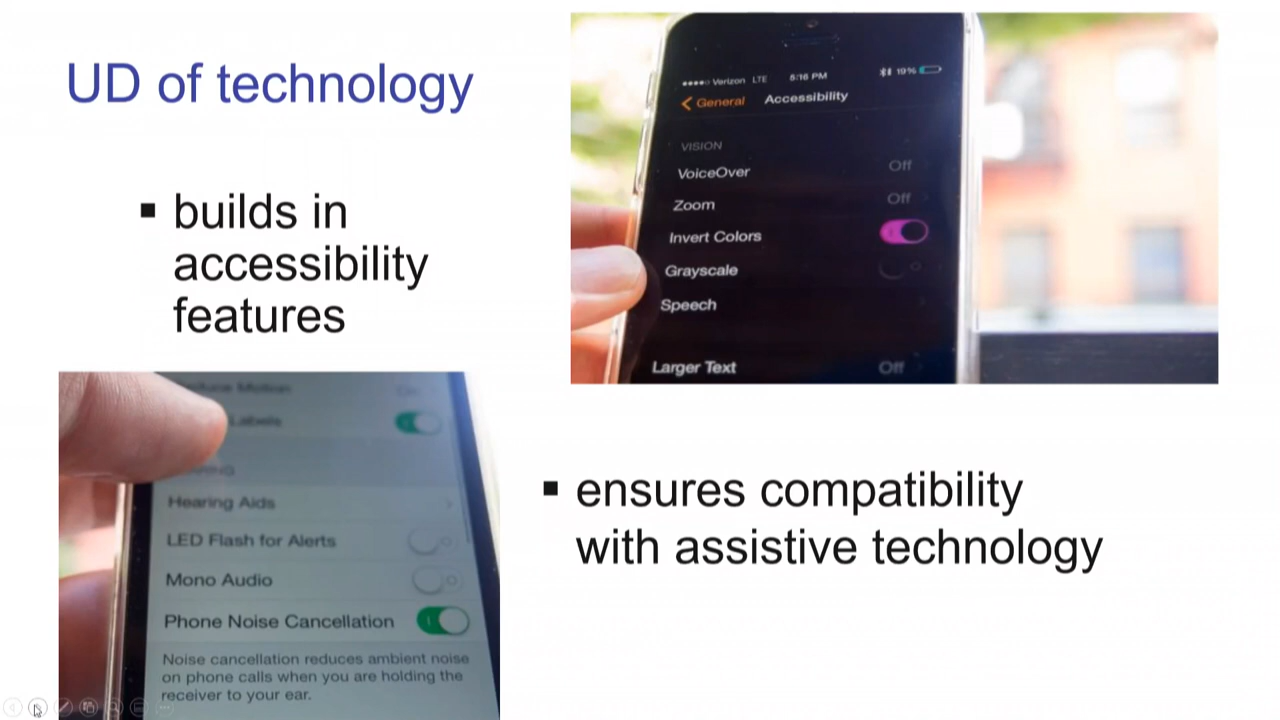 UD of technology
builds in
accessibility
features
Verizon LTE 5:16 PM 19%
General Accessibility
VISION
VoiceOver Off
Zoom Off
Invert Colors
Grayscale
Speech
Larger Text Off
Labels
Hearing Aids
LED Flash for Alerts
Mono Audio
Phone Noise Cancellation
Noise cancellation reduces ambient noise
on phone calls when you are holding the
receiver to your ear.
ensures compatibility
with assistive technology